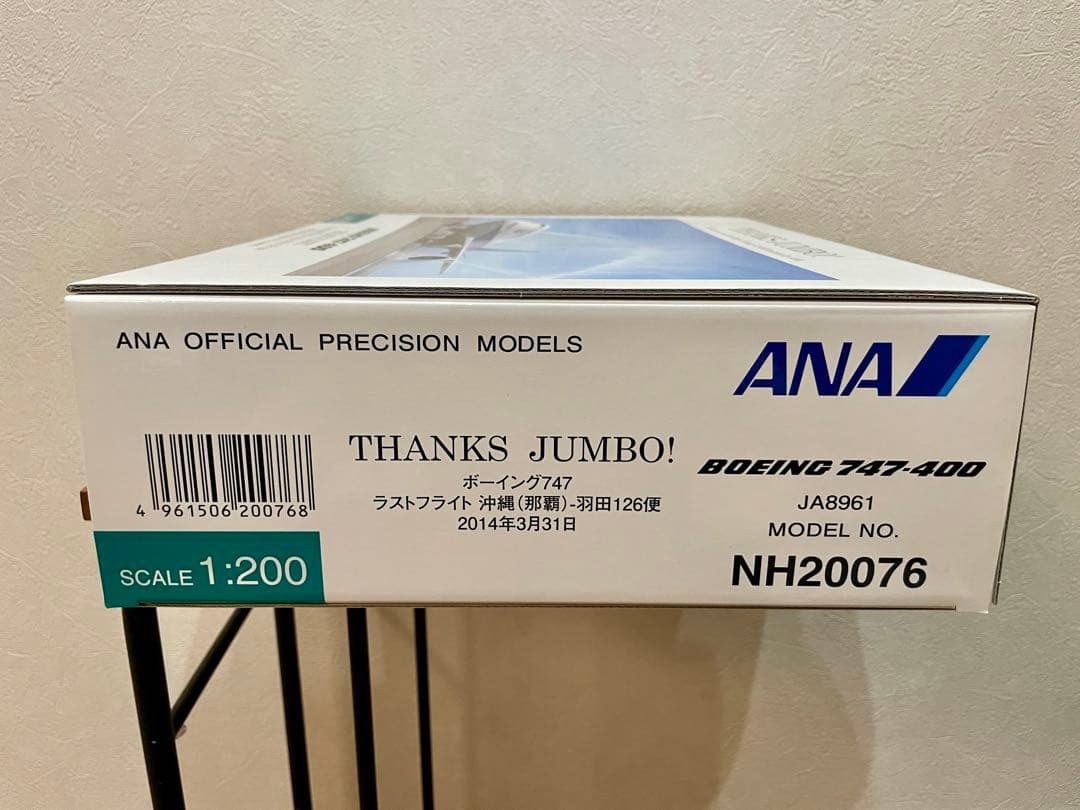 ANA OFFICIAL PRECISION MODELS
ANA
THANKS JUMBO!
ボーイング747
ラストフライト 沖縄(那覇)-羽田126便
2014年3月31日
4 961506 200768
SCALE 1:200
BOEING 747-400
JA8961
MODEL NO.
NH20076